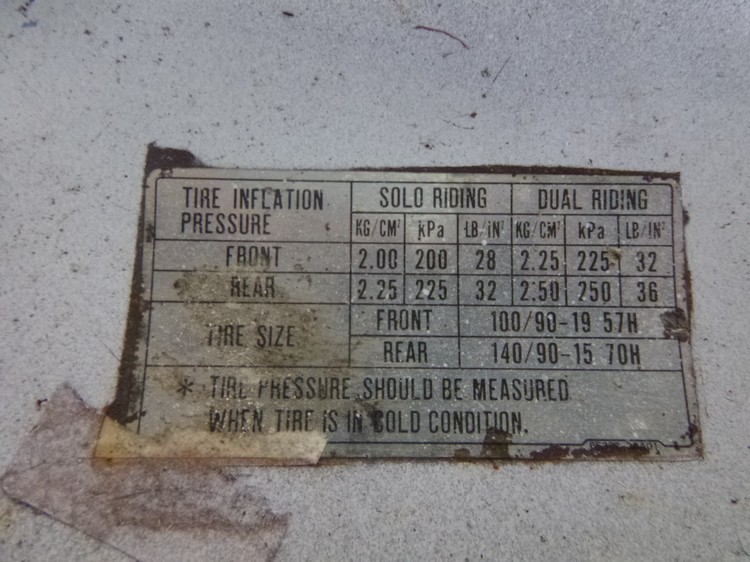 TIRE INFLATION PRESSURE SOLO RIDING DUAL RIDING
KG/CM² kPa LB/IN² KG/CM² kPa LB/IN²
FRONT 2.00 200 28 2.25 225 32
REAR 2.25 225 32 2.50 250 36
TIRE SIZE FRONT 100/90-19 57H
REAR 140/90-15 70H
* TIRE PRESSURE SHOULD BE MEASURED
WHEN TIRE IS IN COLD CONDITION.